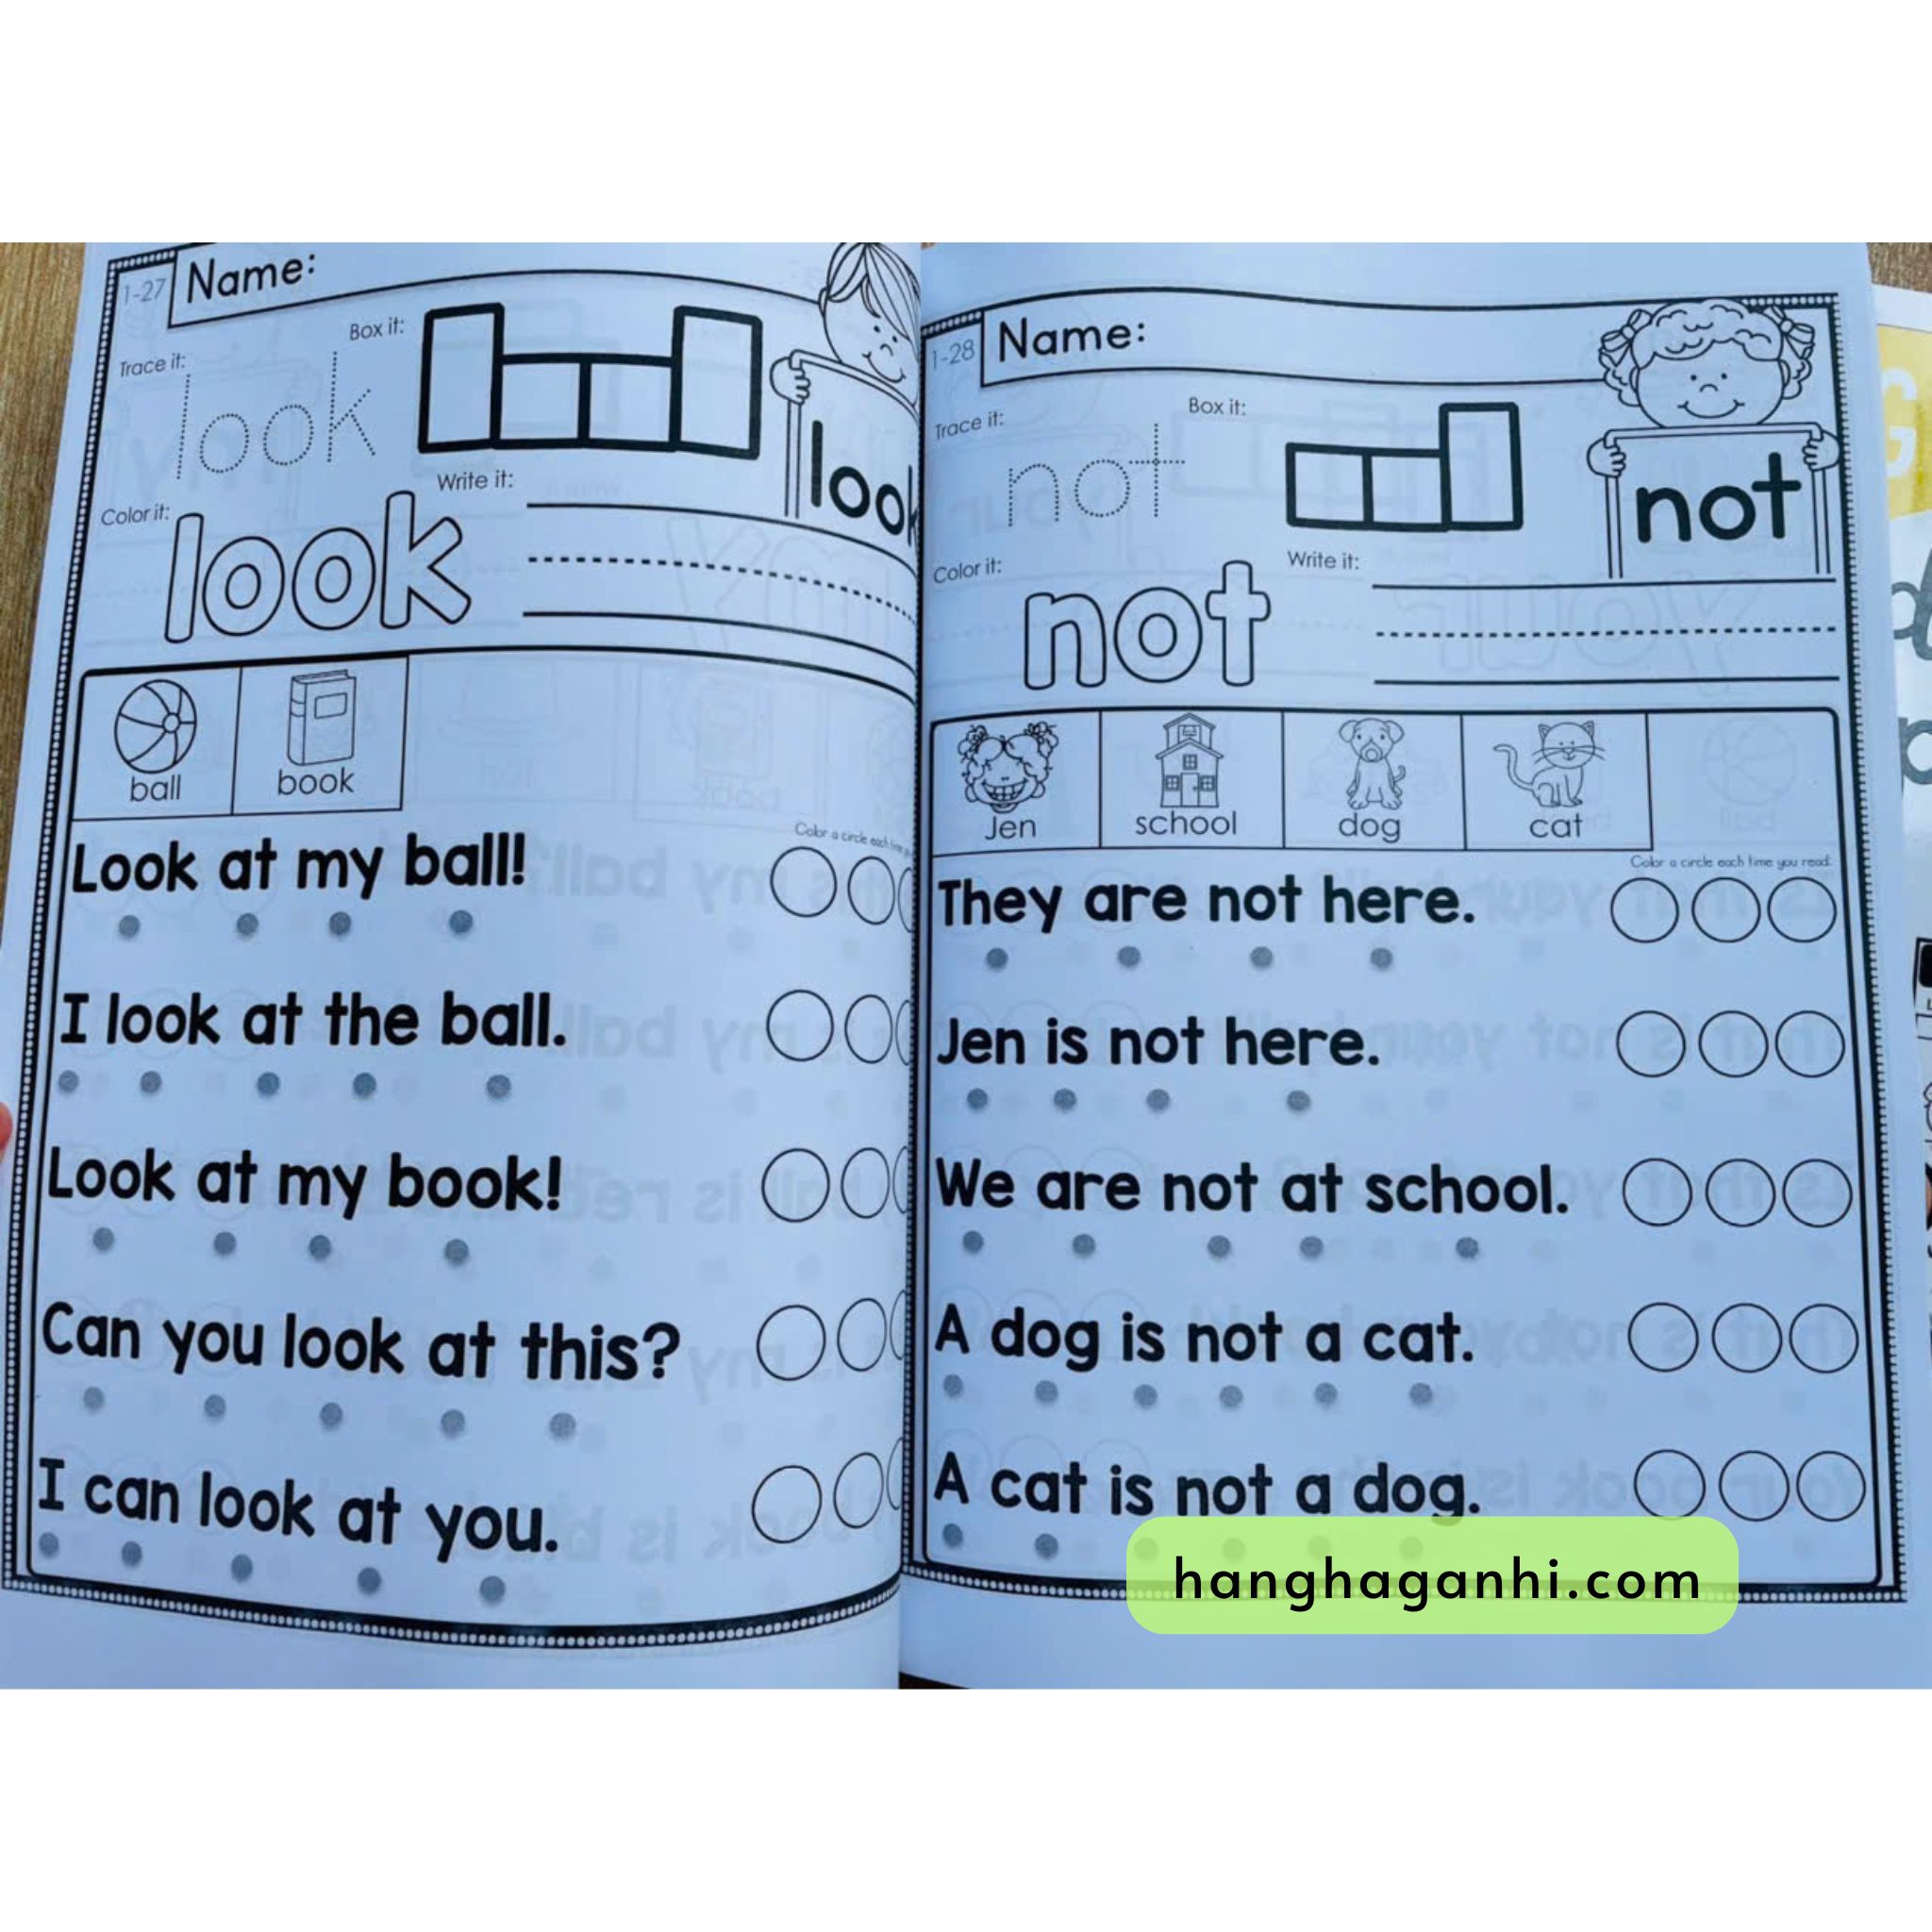 1-27
Name:
Trace it:
look
Box it:
look
Color it:
look
Write it:
ball
book
Color a circle each time
Look at my ball!
I look at the ball.
Look at my book!
Can you look at this?
I can look at you.
1-28
Name:
Trace it:
not
Box it:
not
Color it:
not
Write it:
Jen
school
dog
cat
Color a circle each time you read:
They are not here.
Jen is not here.
We are not at school.
A dog is not a cat.
A cat is not a dog.
hanghaganhi.com